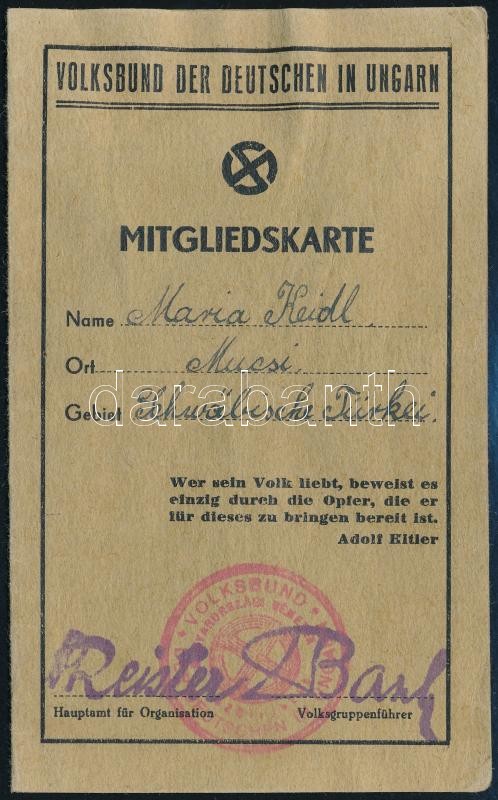 VOLKSBUND DER DEUTSCHEN IN UNGARN
MITGLIEDSKARTE
Name Maria Keidl
Ort Mucsi
Gebiet Schwäbische Türkei.
darabanth
Wer sein Volk liebt, beweist es
einzig durch die Opfer, die er
für dieses zu bringen bereit ist.
Adolf Hitler
VOLKSBUND
Reister Basch
Hauptamt für Organisation Volksgruppenführer